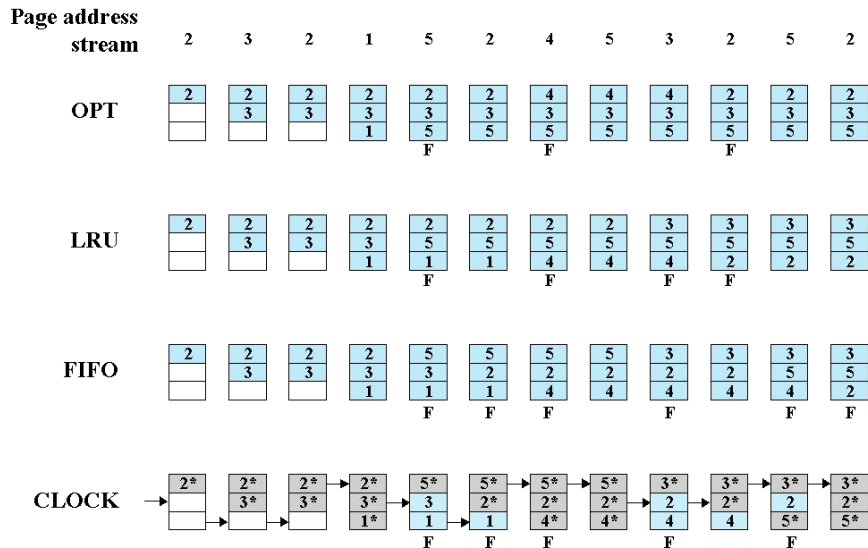 Page address
stream 2 3 2 1 5 2 4 5 3 2 5 2
2 2 2 2 2 2 4 4 4 2 2 2
OPT 3 3 3 3 3 3 3 3 3 3 3
1 5 5 5 5 5 5 5 5
F F F
2 2 2 2 2 2 2 2 3 3 3 3
LRU 3 3 3 5 5 5 5 5 5 5 5
1 1 1 4 4 4 2 2 2
F F F F
2 2 2 2 5 5 5 5 3 3 3 3
FIFO 3 3 3 3 2 2 2 2 2 5 5
1 1 1 4 4 4 4 4 2
F F F F F F
2* 2* 2* 2* 5* 5* 5* 5* 3* 3* 3* 3*
CLOCK 3* 3* 3* 3 2* 2* 2* 2 2* 2 2*
1* 1 1 4* 4* 4 4 5* 5*
F F F F F